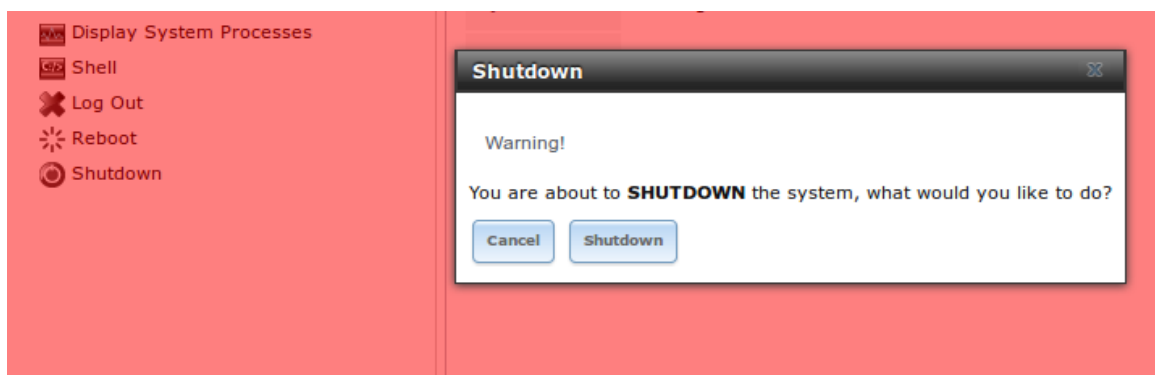 Display System Processes
Shell
Log Out
Reboot
Shutdown
Shutdown
Warning!
You are about to SHUTDOWN the system, what would you like to do?
Cancel Shutdown